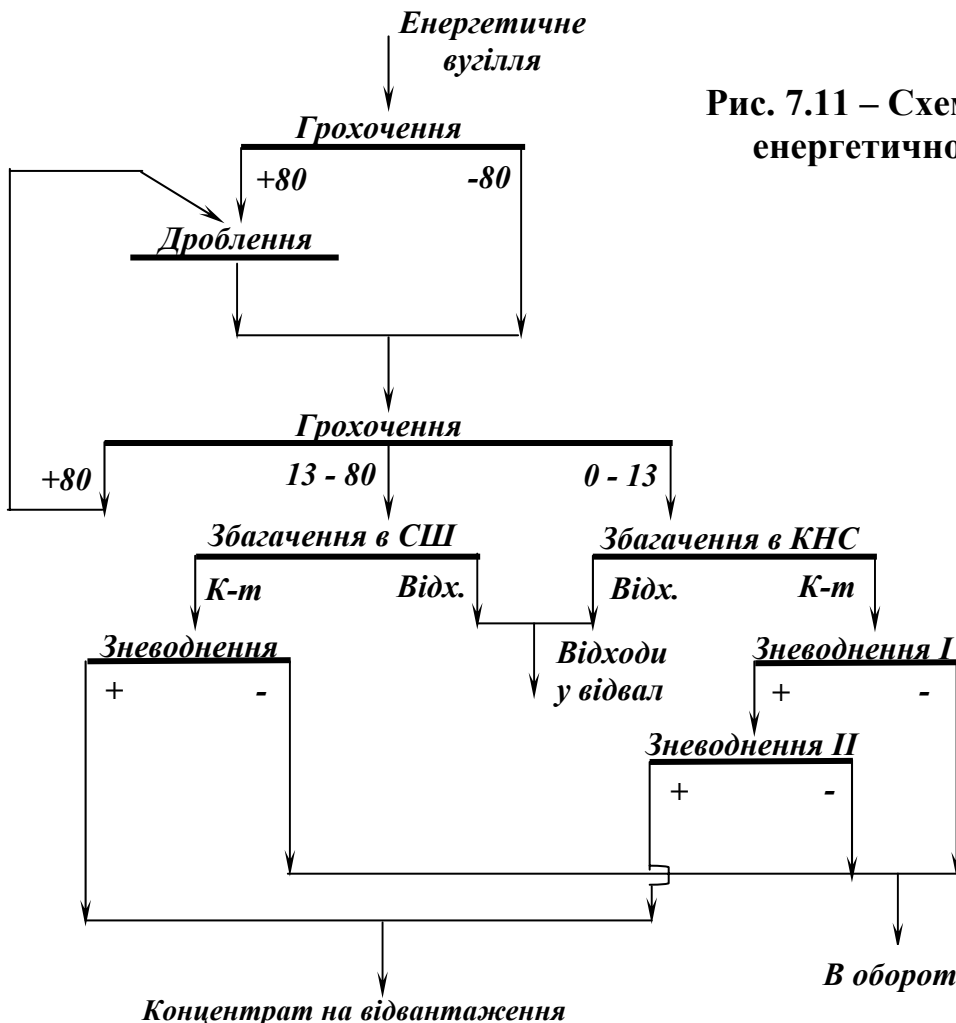 Енергетичне
вугілля
Рис. 7.11 – Схем
енергетично
Грохочення
+80
-80
Дроблення
Грохочення
+80
13 - 80
0 - 13
Збагачення в СШ
Збагачення в КНС
К-т
Відх.
Відх.
К-т
Зневоднення
Відходи
у відвал
Зневоднення І
+
-
+
-
Зневоднення ІІ
+
-
В оборот
Концентрат на відвантаження